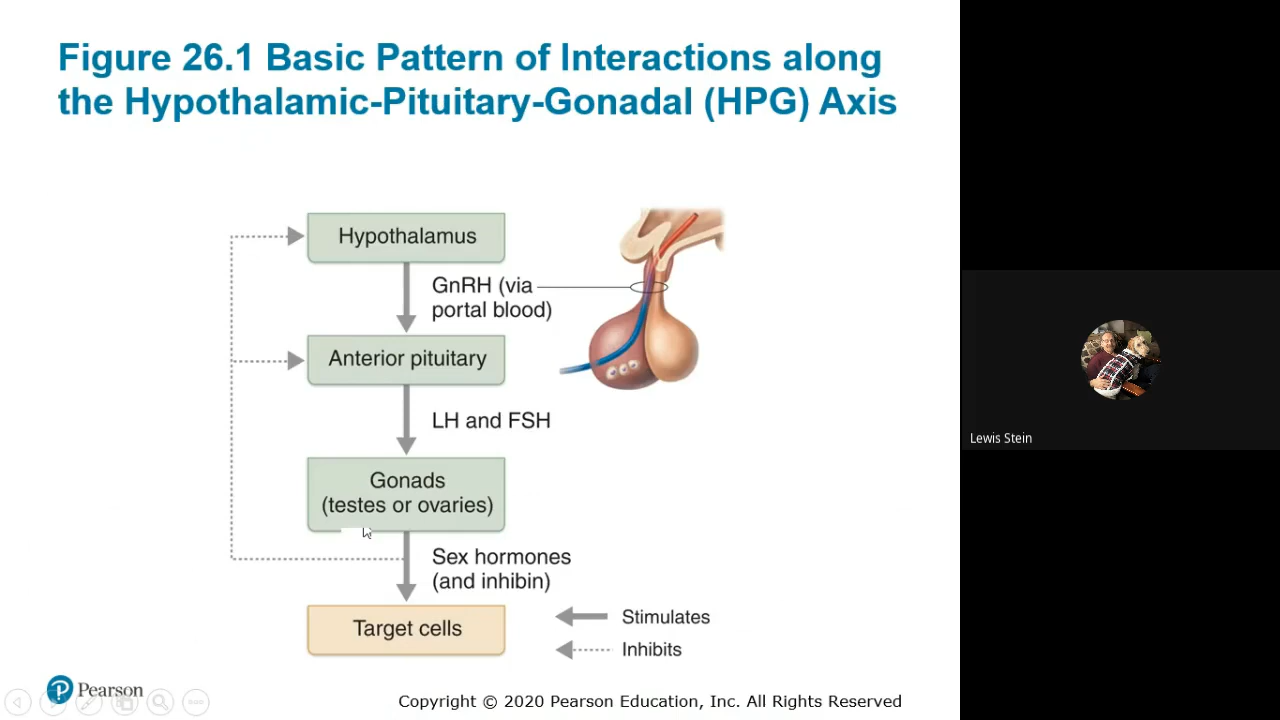 Figure 26.1 Basic Pattern of Interactions along
the Hypothalamic-Pituitary-Gonadal (HPG) Axis
Hypothalamus
GnRH (via
portal blood)
Anterior pituitary
LH and FSH
Gonads
(testes or ovaries)
Sex hormones
(and inhibin)
Target cells
Stimulates
Inhibits
Lewis Stein
P Pearson
Copyright © 2020 Pearson Education, Inc. All Rights Reserved